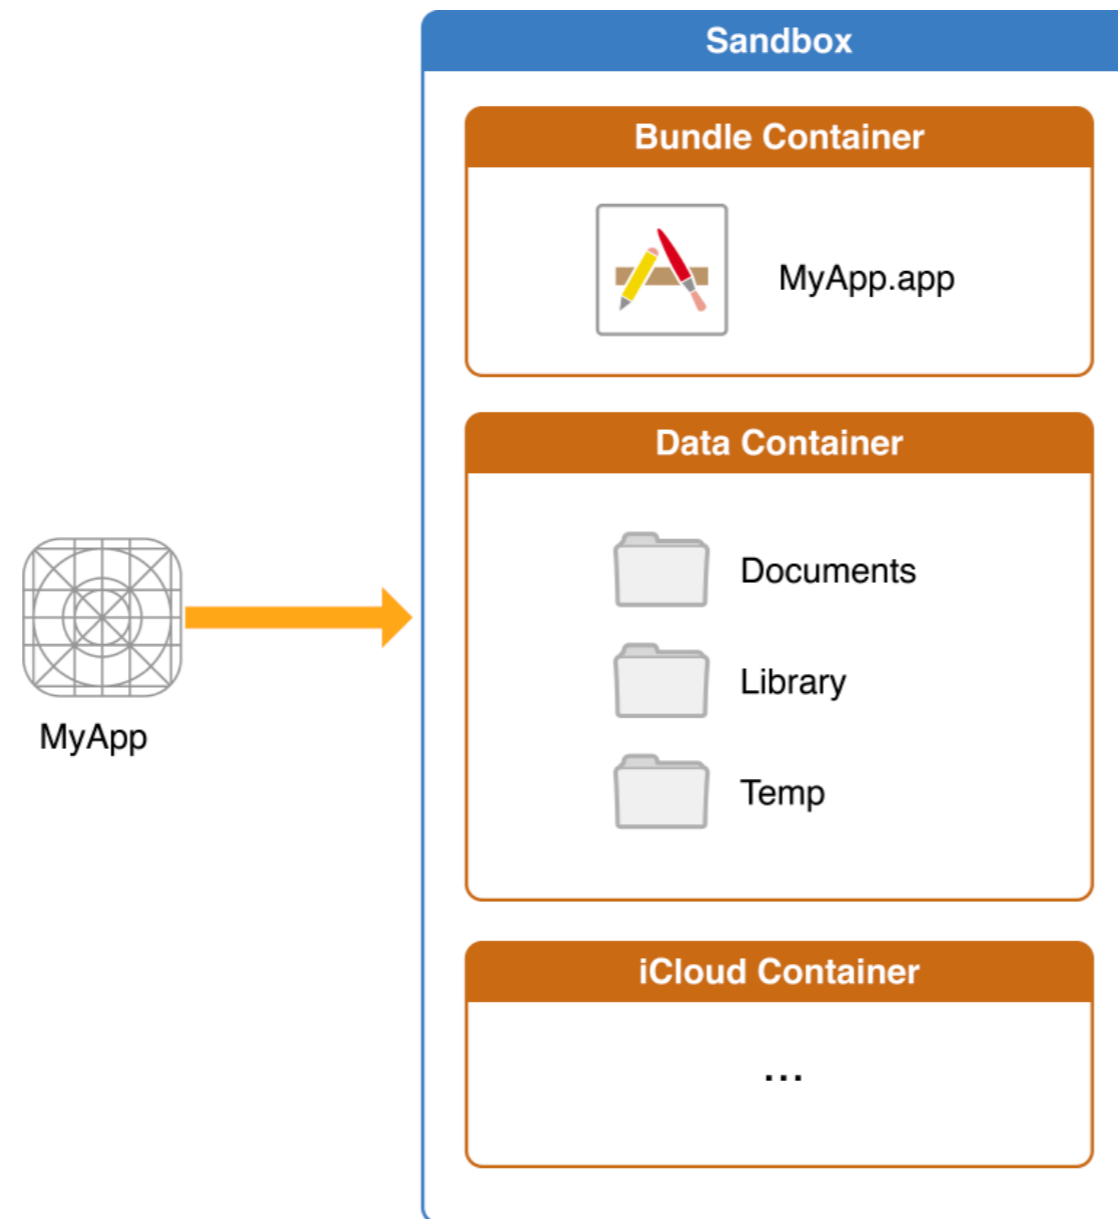 Sandbox
Bundle Container
MyApp.app
Data Container
Documents
Library
Temp
MyApp
iCloud Container
...